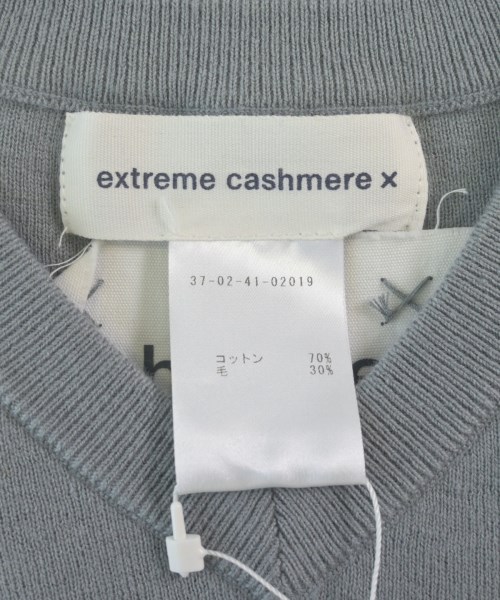 extreme cashmere x
37-02-41-02019
コットン 70%
毛 30%